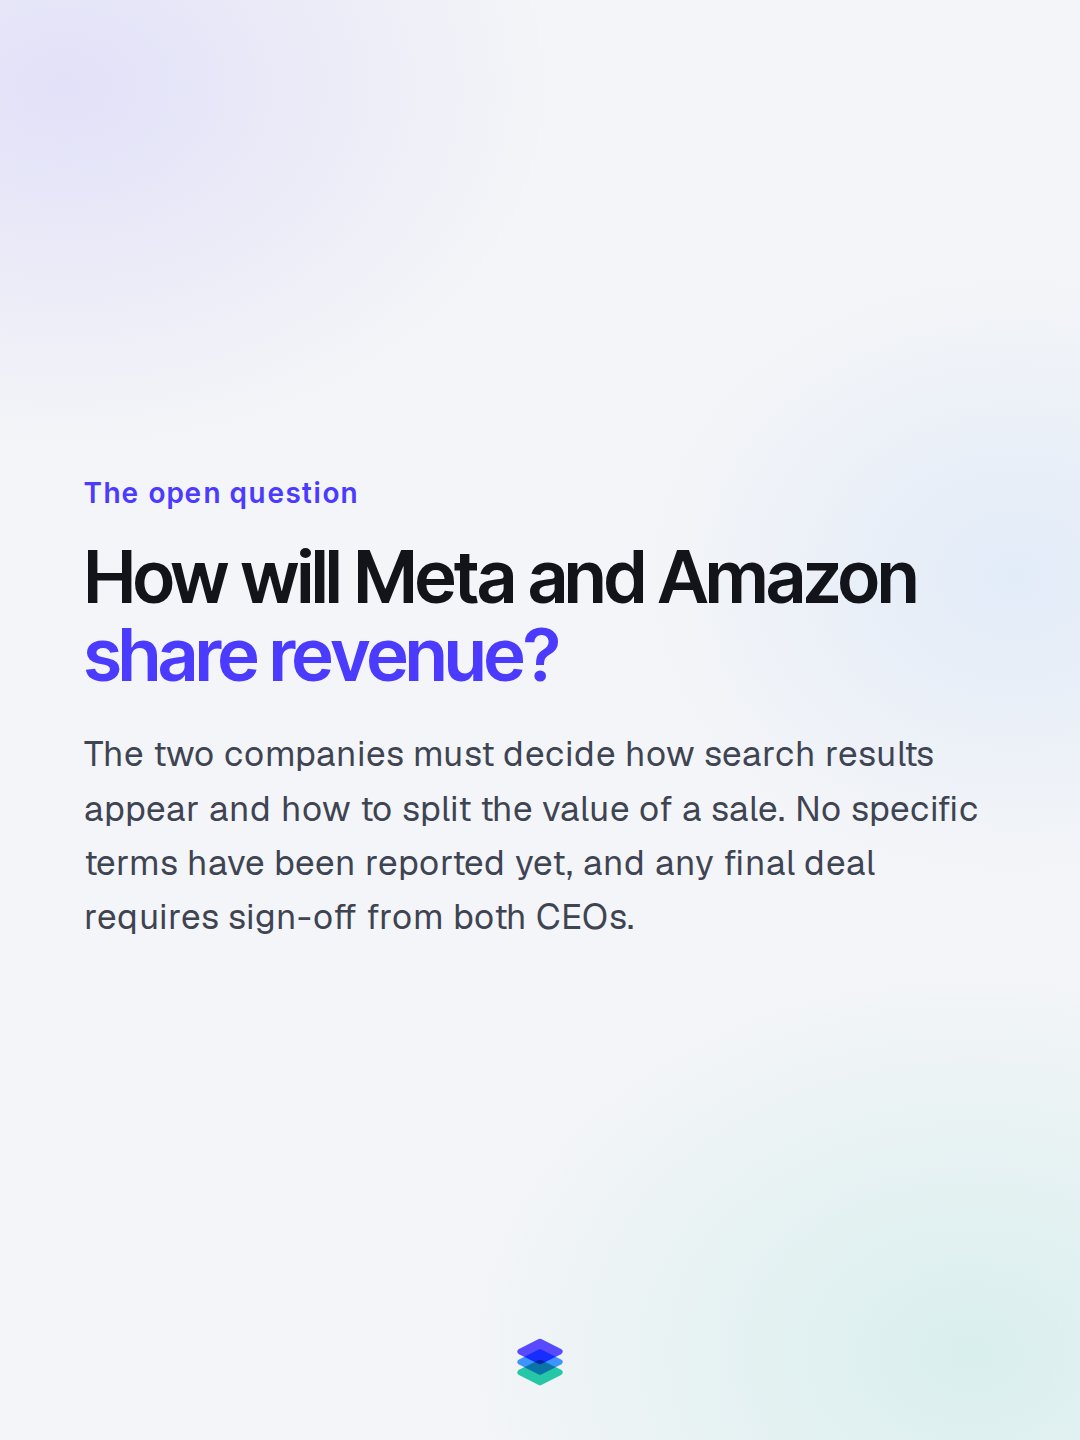 The open question
How will Meta and Amazon
share revenue?
The two companies must decide how search results
appear and how to split the value of a sale. No specific
terms have been reported yet, and any final deal
requires sign-off from both CEOs.